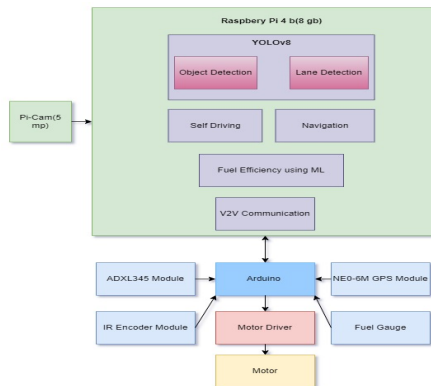 Raspbery Pi 4 b(8 gb)
YOLOv8
Object Detection
Lane Detection
Pi-Cam(5
mp)
Self Driving
Navigation
Fuel Efficiency using ML
V2V Communication
ADXL345 Module
Arduino
NE0-6M GPS Module
IR Encoder Module
Motor Driver
Fuel Gauge
Motor